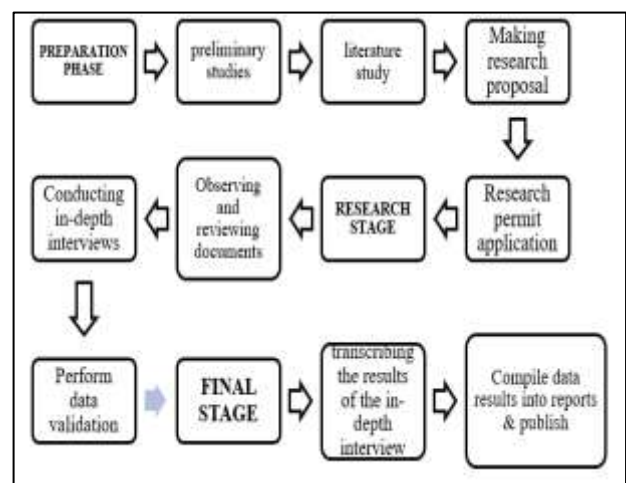 PREPARATION
PHASE
preliminary
studies
literature
study
Making
research
proposal
Research
permit
application
RESEARCH
STAGE
Observing
and
reviewing
documents
Conducting
in-depth
interviews
Perform
data
validation
FINAL
STAGE
transcribing
the results
of the in-
depth
interview
Compile data
results into reports
& publish